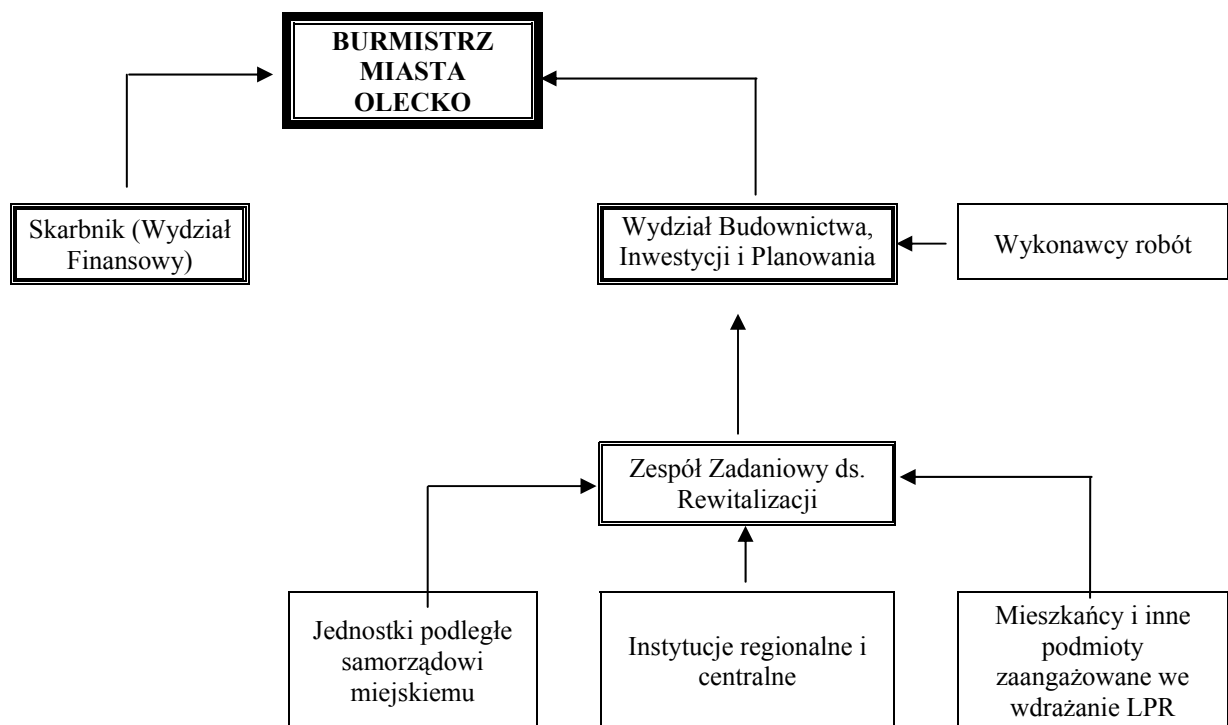 BURMISTRZ
MIASTA
OLECKO
Skarbnik (Wydział
Finansowy)
Wydział Budownictwa,
Inwestycji i Planowania
Wykonawcy robót
Zespół Zadaniowy ds.
Rewitalizacji
Jednostki podległe
samorządowi
miejskiemu
Instytucje regionalne i
centralne
Mieszkańcy i inne
podmioty
zaangażowane we
wdrażanie LPR